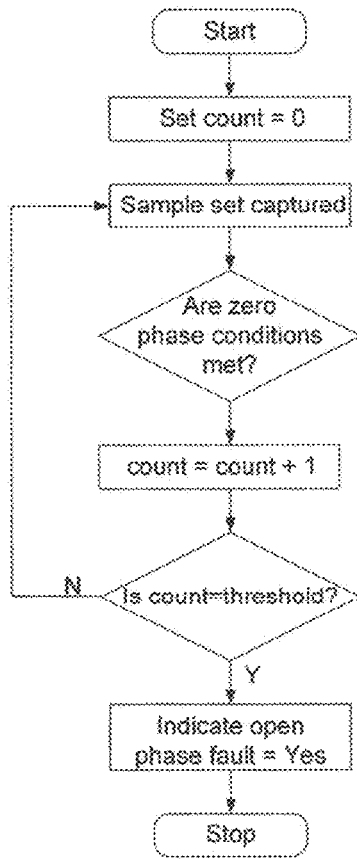 Start
Set count = 0
Sample set captured
Are zero
phase conditions
met?
count = count + 1
N
Is count=threshold?
Y
Indicate open
phase fault = Yes
Stop